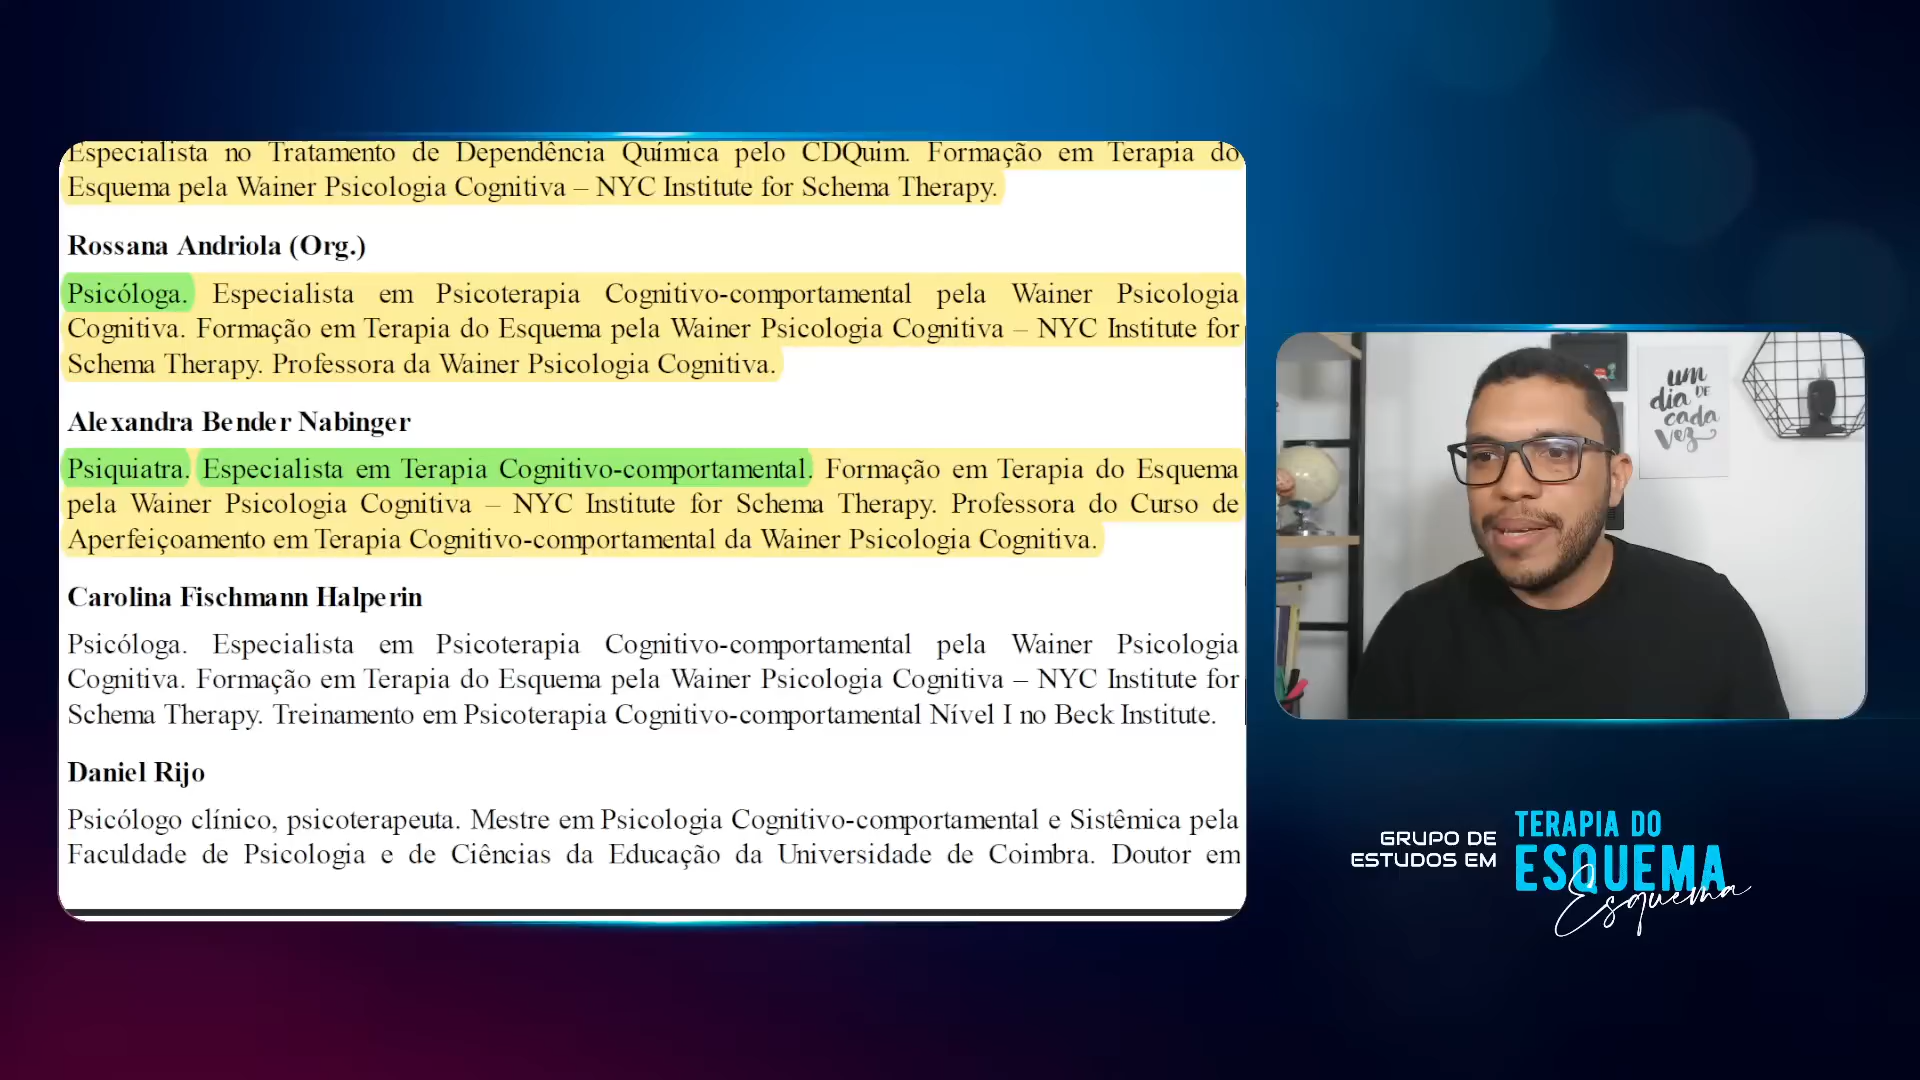 Especialista no Tratamento de Dependência Química pelo CDQuim. Formação em Terapia do
Esquema pela Wainer Psicologia Cognitiva – NYC Institute for Schema Therapy.
Rossana Andriola (Org.)
Psicóloga. Especialista em Psicoterapia Cognitivo-comportamental pela Wainer Psicologia
Cognitiva. Formação em Terapia do Esquema pela Wainer Psicologia Cognitiva – NYC Institute for
Schema Therapy. Professora da Wainer Psicologia Cognitiva.
Alexandra Bender Nabinger
Psiquiatra. Especialista em Terapia Cognitivo-comportamental. Formação em Terapia do Esquema
pela Wainer Psicologia Cognitiva – NYC Institute for Schema Therapy. Professora do Curso de
Aperfeiçoamento em Terapia Cognitivo-comportamental da Wainer Psicologia Cognitiva.
Carolina Fischmann Halperin
Psicóloga. Especialista em Psicoterapia Cognitivo-comportamental pela Wainer Psicologia
Cognitiva. Formação em Terapia do Esquema pela Wainer Psicologia Cognitiva – NYC Institute for
Schema Therapy. Treinamento em Psicoterapia Cognitivo-comportamental Nível I no Beck Institute.
Daniel Rijo
Psicólogo clínico, psicoterapeuta. Mestre em Psicologia Cognitivo-comportamental e Sistêmica pela
Faculdade de Psicologia e de Ciências da Educação da Universidade de Coimbra. Doutor em
um
dia DE
cada
vez
GRUPO DE
ESTUDOS EM
TERAPIA DO
ESQUEMA
Esquema